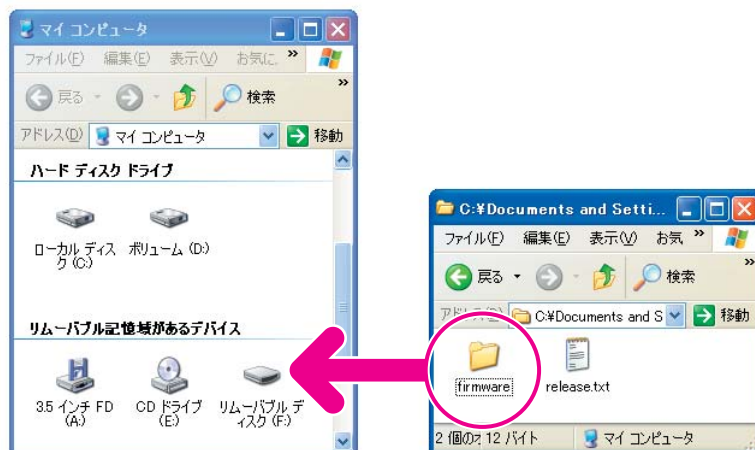 マイ コンピュータ
ファイル(F) 編集(E) 表示(V) お気に. »
戻る 検索 »
アドレス(D) マイ コンピュータ 移動
ハード ディスク ドライブ
ローカル ディス
ク (C:)
ボリューム (D:)
リムーバブル記憶域があるデバイス
3.5 インチ FD
(A:)
CD ドライブ
(E:)
リムーバブル デ
ィスク (F:)
C:¥Documents and Setti...
ファイル(F) 編集(E) 表示(V) お気 »
戻る 検索 »
C:¥Documents and S 移動
firmware
release.txt
2 個の 12 バイト マイ コンピュータ